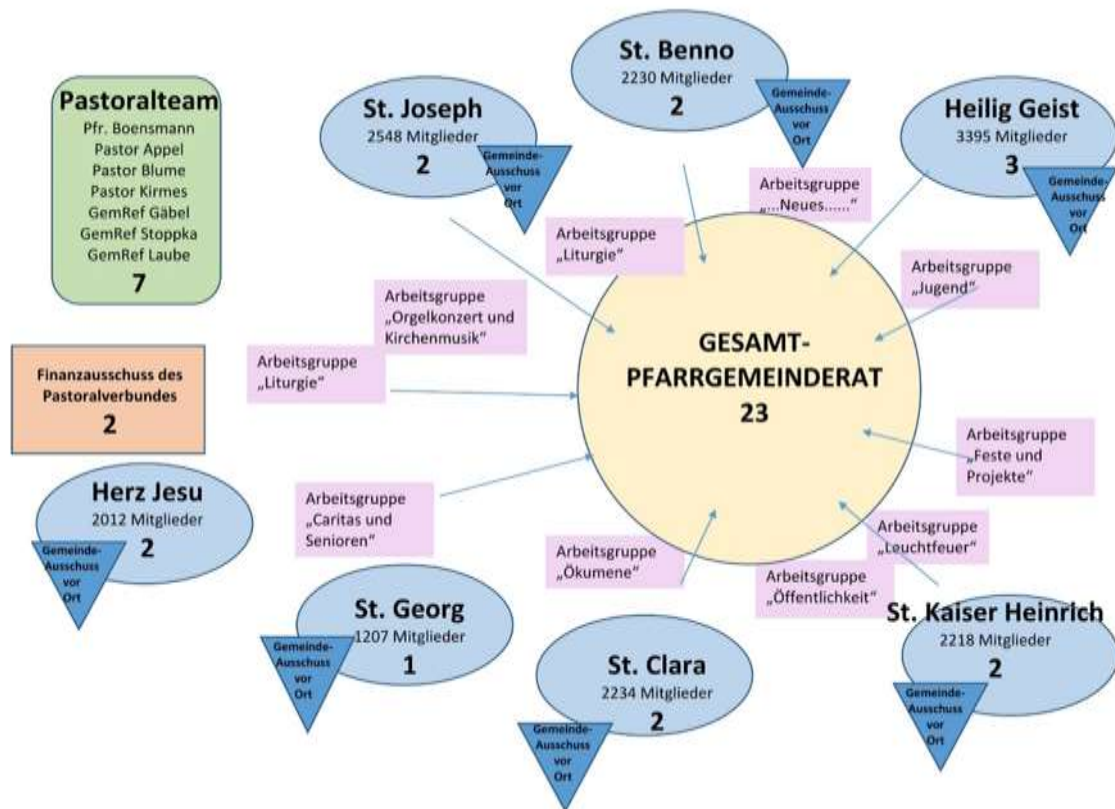 Pastoralteam
Pfr. Boensmann
Pastor Appel
Pastor Blume
Pastor Kirmes
GemRef Gäbel
GemRef Stoppka
GemRef Laube
7
St. Joseph
2548 Mitglieder
2
Gemeinde-
Ausschuss
vor
Ort
St. Benno
2230 Mitglieder
2
Gemeinde-
Ausschuss
vor
Ort
Heilig Geist
3395 Mitglieder
3
Gemeinde-
Ausschuss
vor
Ort
Arbeitsgruppe
„...Neues......“
Arbeitsgruppe
„Liturgie“
Arbeitsgruppe
„Jugend“
Arbeitsgruppe
„Orgelkonzert und
Kirchenmusik“
Arbeitsgruppe
„Liturgie“
GESAMT-
PFARRGEMEINDERAT
23
Finanzausschuss des
Pastoralverbundes
2
Arbeitsgruppe
„Feste und
Projekte“
Herz Jesu
2012 Mitglieder
2
Gemeinde-
Ausschuss
vor
Ort
Arbeitsgruppe
„Caritas und
Senioren“
Arbeitsgruppe
„Ökumene“
Arbeitsgruppe
„Leuchtfeuer“
Arbeitsgruppe
„Öffentlichkeit“
St. Georg
1207 Mitglieder
1
Gemeinde-
Ausschuss
vor
Ort
St. Clara
2234 Mitglieder
2
Gemeinde-
Ausschuss
vor
Ort
St. Kaiser Heinrich
2218 Mitglieder
2
Gemeinde-
Ausschuss
vor
Ort